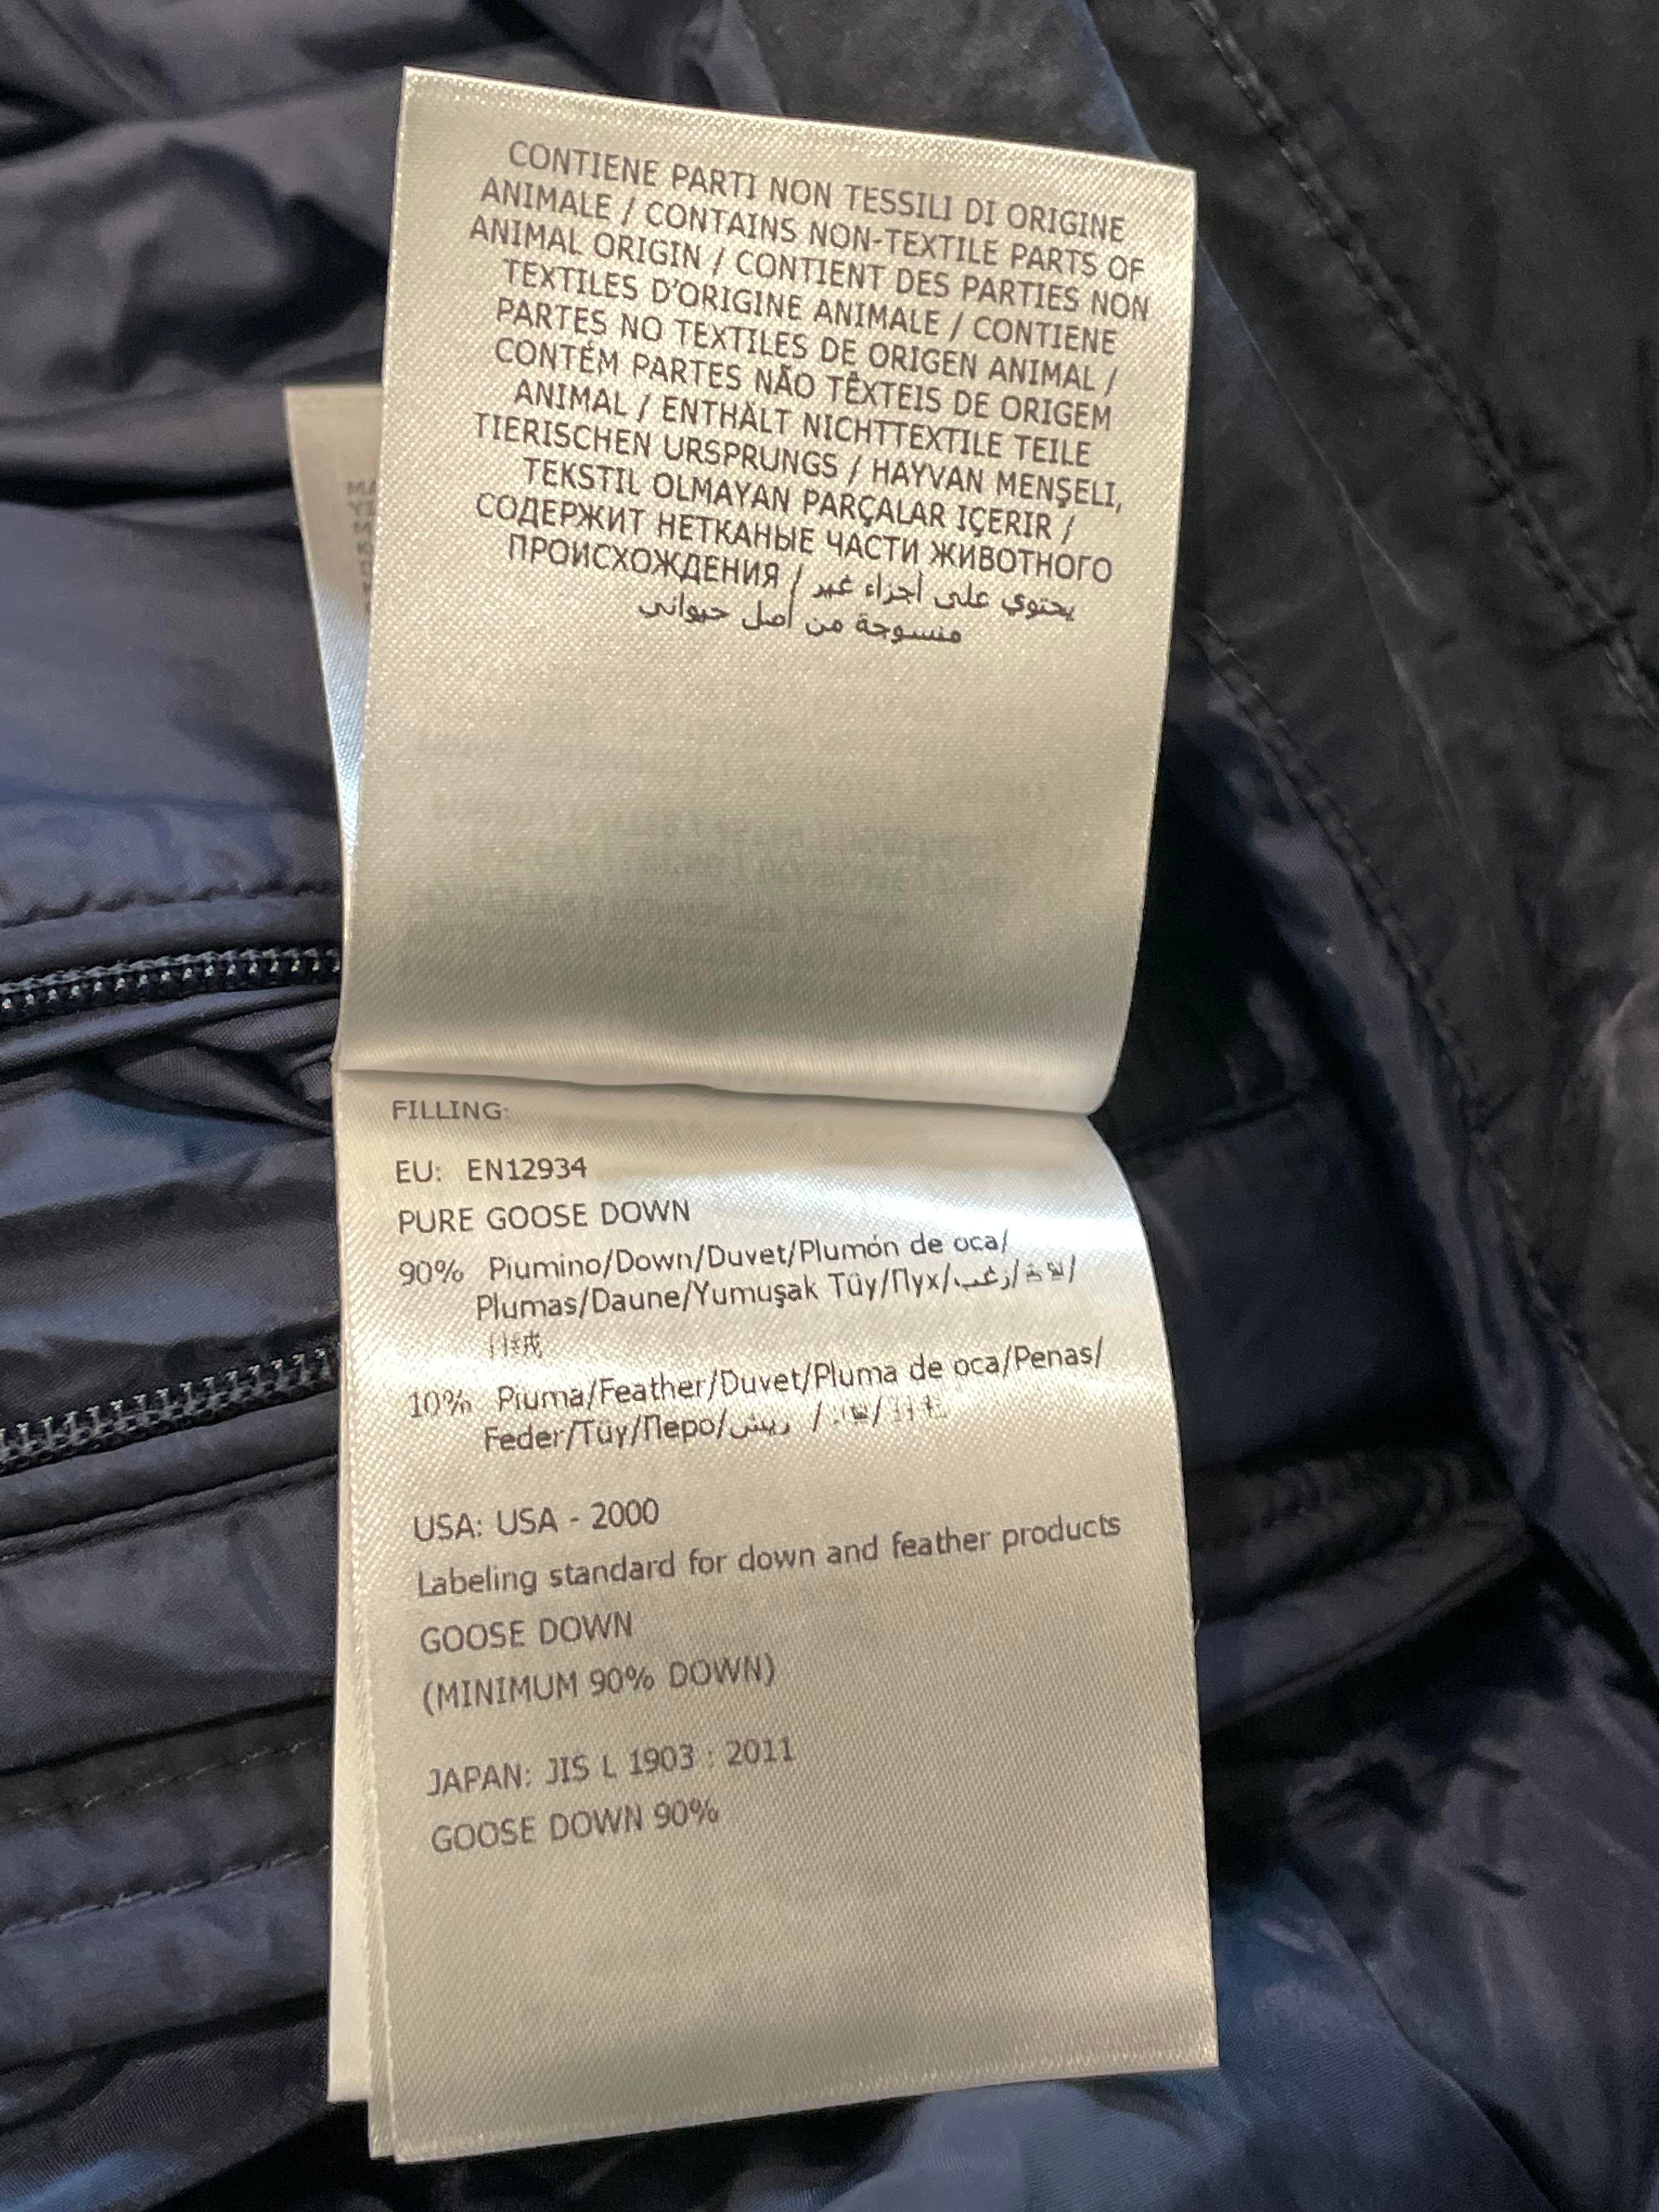 CONTIENE PARTI NON TESSILI DI ORIGINE
ANIMALE / CONTAINS NON-TEXTILE PARTS OF
ANIMAL ORIGIN / CONTIENT DES PARTIES NON
TEXTILES D'ORIGINE ANIMALE / CONTIENE
PARTES NO TEXTILES DE ORIGEN ANIMAL /
CONTÉM PARTES NÃO TÊXTEIS DE ORIGEM
ANIMAL / ENTHÄLT NICHTTEXTILE TEILE
TIERISCHEN URSPRUNGS / HAYVAN MENŞELI,
TEKSTIL OLMAYAN PARÇALAR IÇERIR /
СОДЕРЖИТ НЕТКАНЫЕ ЧАСТИ ЖИВОТНОГО
ПРОИСХОЖДЕНИЯ / يحتوي على أجزاء غير
منسوجة من أصل حيواني
FILLING:
EU: EN12934
PURE GOOSE DOWN
90% Piumino/Down/Duvet/Plumón de oca/
Plumas/Daune/Yumuşak Tüy/Пух/زغب/
10% Piuma/Feather/Duvet/Pluma de oca/Penas/
Feder/Tüy/Перо/ريش /
USA: USA - 2000
Labeling standard for down and feather products
GOOSE DOWN
(MINIMUM 90% DOWN)
JAPAN: JIS L 1903 : 2011
GOOSE DOWN 90%